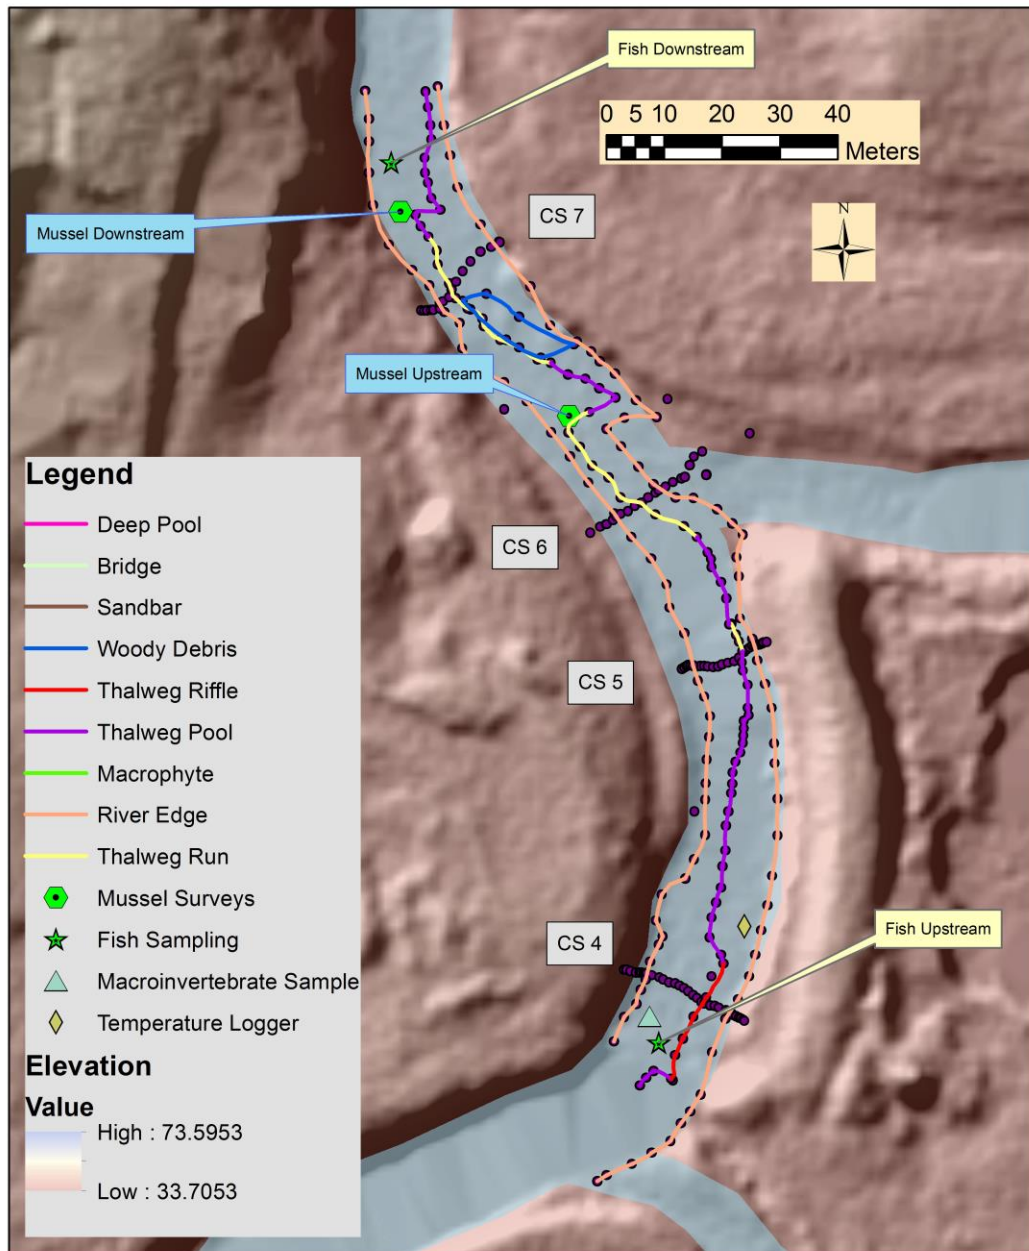 Fish Downstream
0 5 10 20 30 40
Meters
CS 7
Mussel Downstream
N
Mussel Upstream
CS 6
CS 5
Legend
Deep Pool
Bridge
Sandbar
Woody Debris
Thalweg Riffle
Thalweg Pool
Macrophyte
River Edge
Thalweg Run
Mussel Surveys
Fish Sampling
Macroinvertebrate Sample
Temperature Logger
Elevation
Value
High : 73.5953
Low : 33.7053
CS 4
Fish Upstream